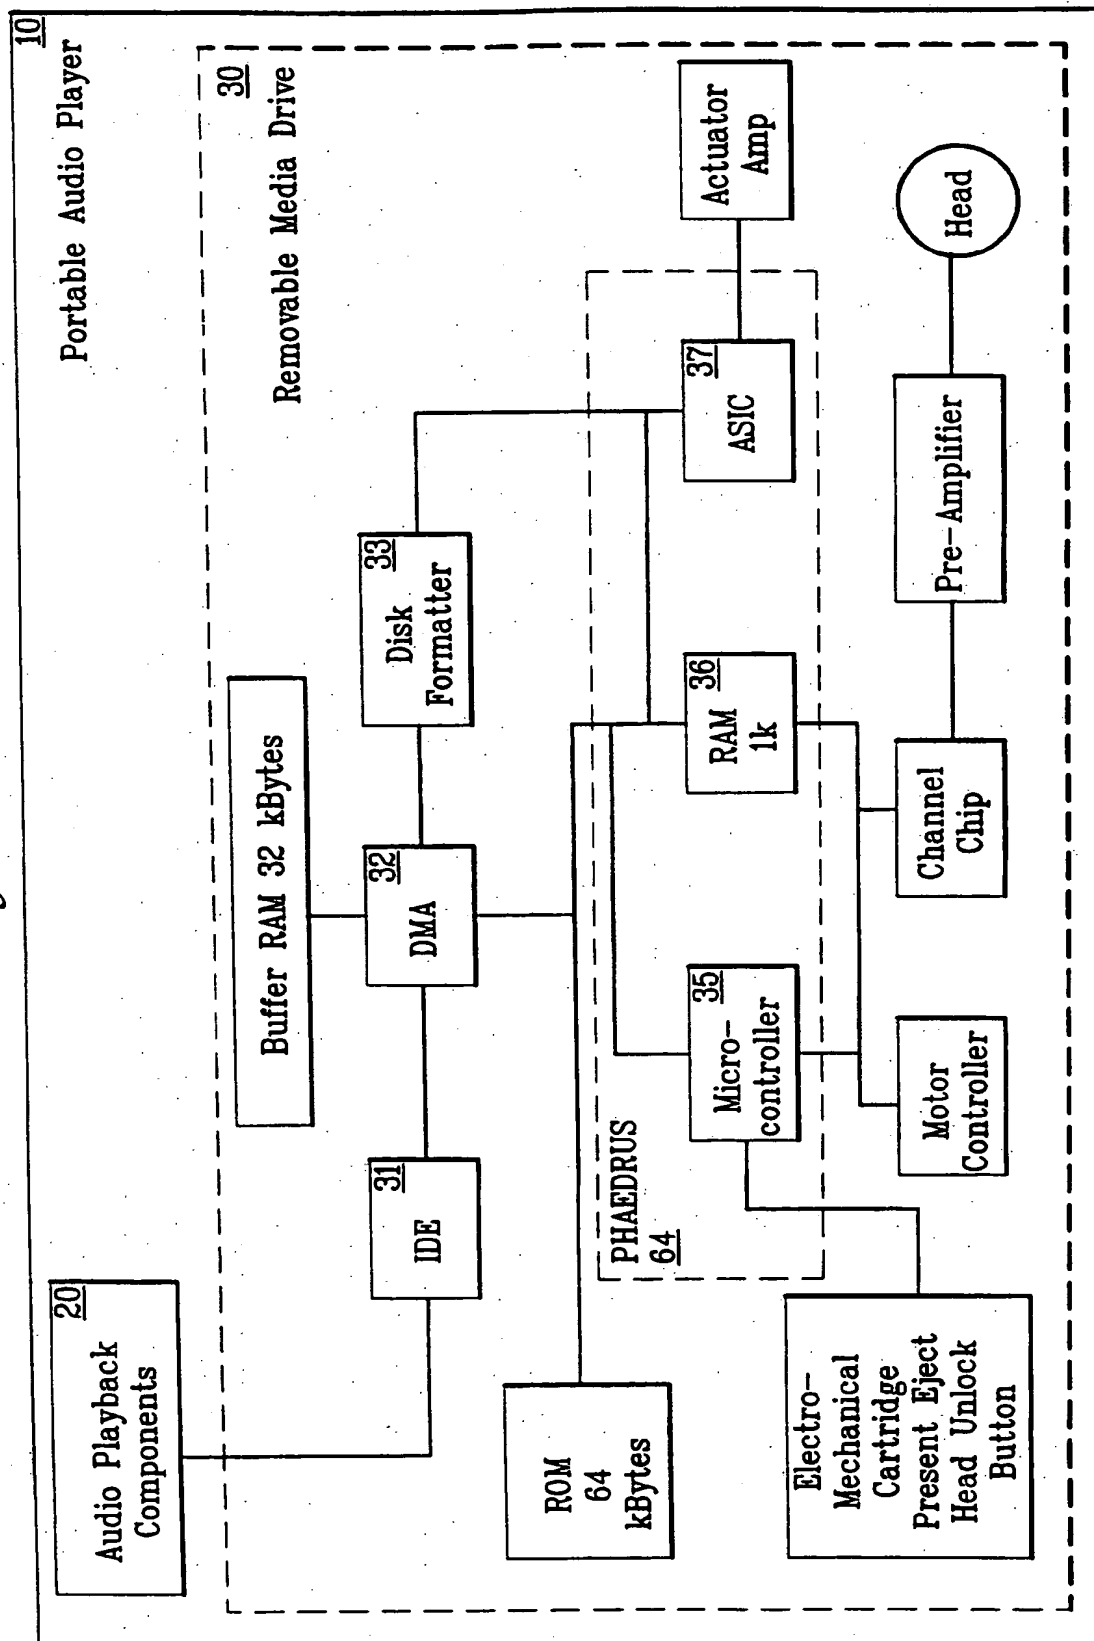 10
Portable Audio Player
20
Audio Playback
Components
30
Removable Media Drive
Buffer RAM 32 kBytes
31
IDE
32
DMA
33
Disk
Formatter
ROM
64
kBytes
PHAEDRUS
64
35
Micro-
controller
36
RAM
1k
37
ASIC
Actuator
Amp
Electro-
Mechanical
Cartridge
Present Eject
Head Unlock
Button
Motor
Controller
Channel
Chip
Pre-Amplifier
Head